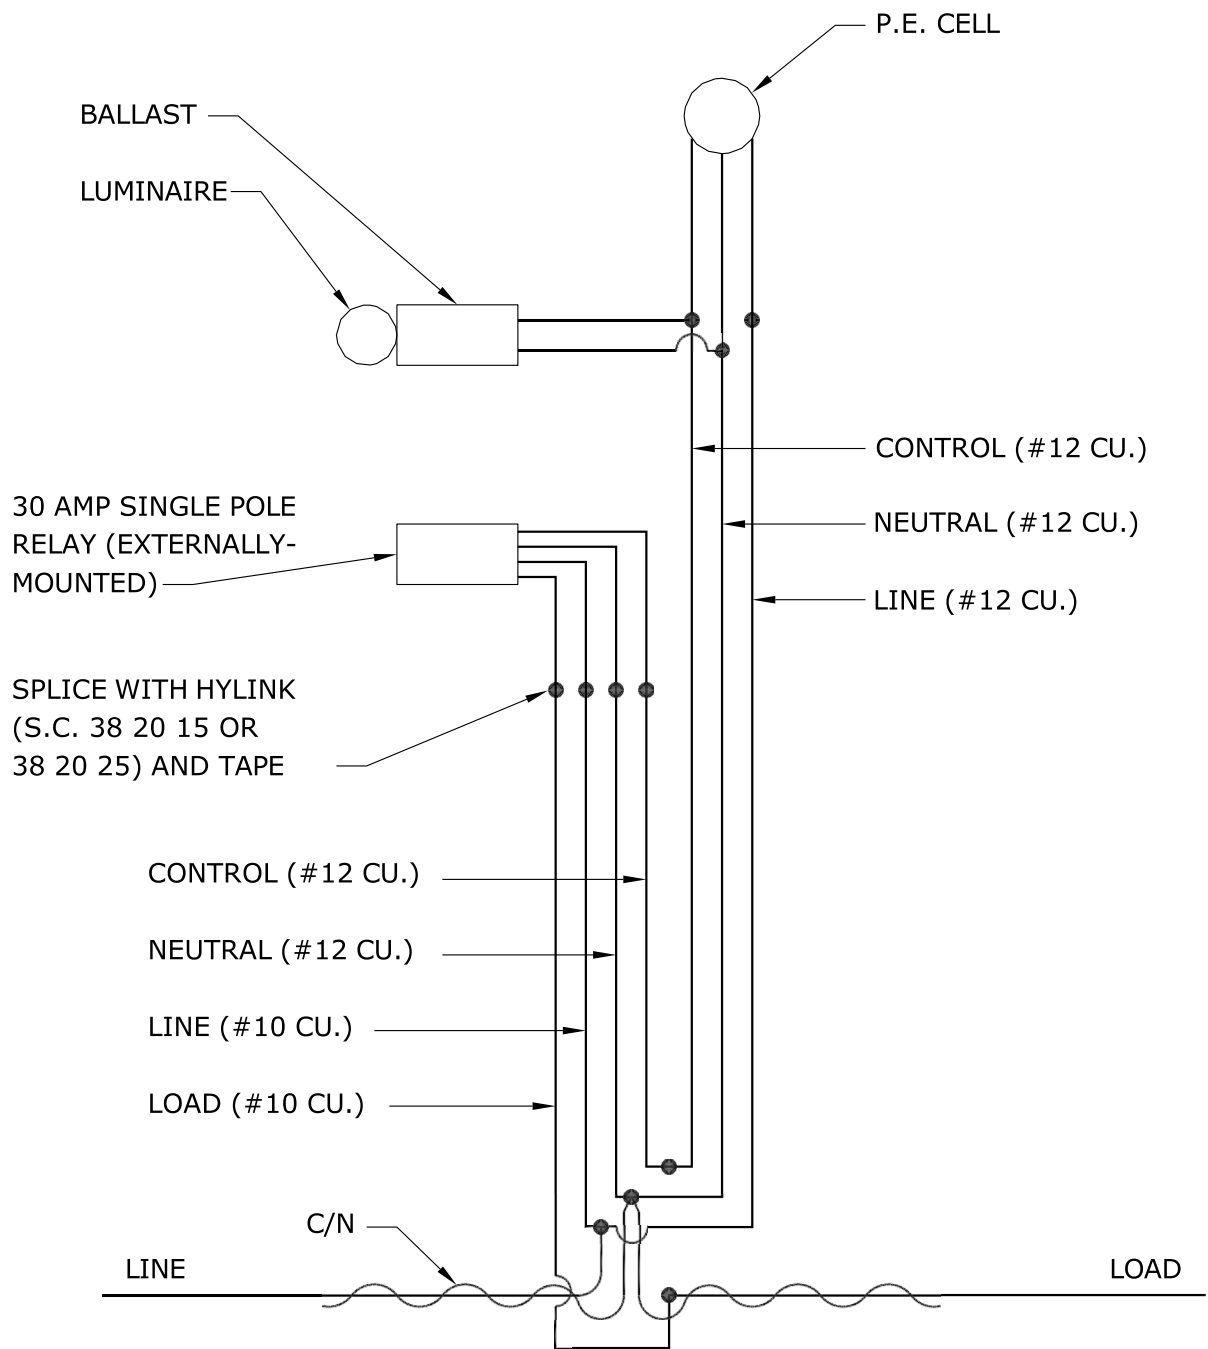 P.E. CELL
BALLAST
LUMINAIRE
CONTROL (#12 CU.)
30 AMP SINGLE POLE
RELAY (EXTERNALLY-
MOUNTED)
NEUTRAL (#12 CU.)
LINE (#12 CU.)
SPLICE WITH HYLINK
(S.C. 38 20 15 OR
38 20 25) AND TAPE
CONTROL (#12 CU.)
NEUTRAL (#12 CU.)
LINE (#10 CU.)
LOAD (#10 CU.)
C/N
LINE
LOAD